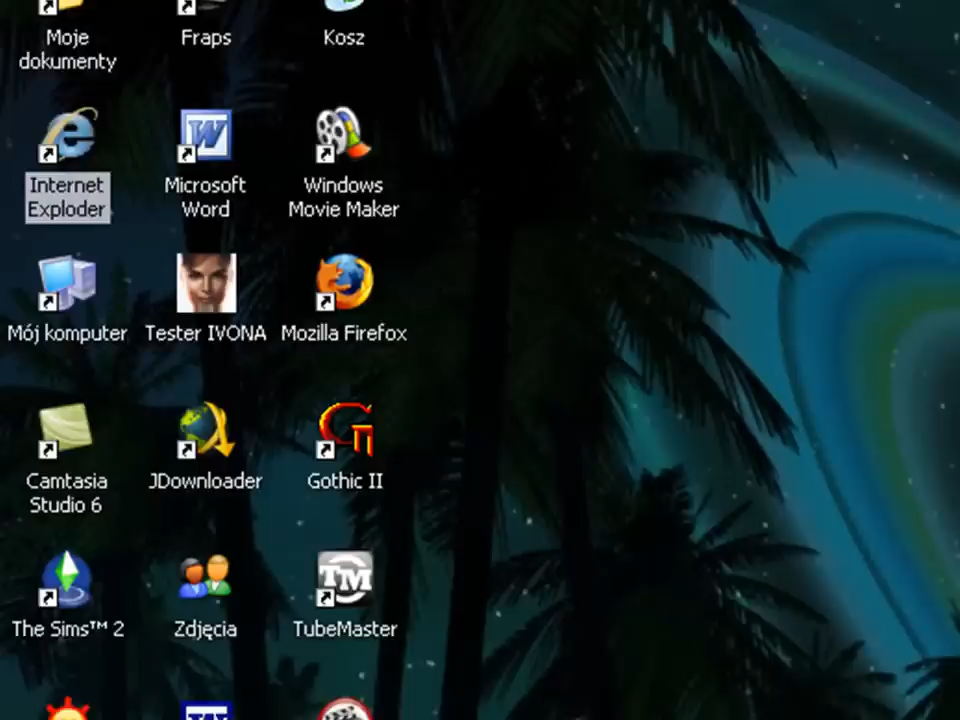 Moje
dokumenty
Fraps
Kosz
Internet
Exploder
Microsoft
Word
Windows
Movie Maker
Mój komputer
Tester IVONA
Mozilla Firefox
Camtasia
Studio 6
JDownloader
Gothic II
The Sims™ 2
Zdjęcia
TM
TubeMaster